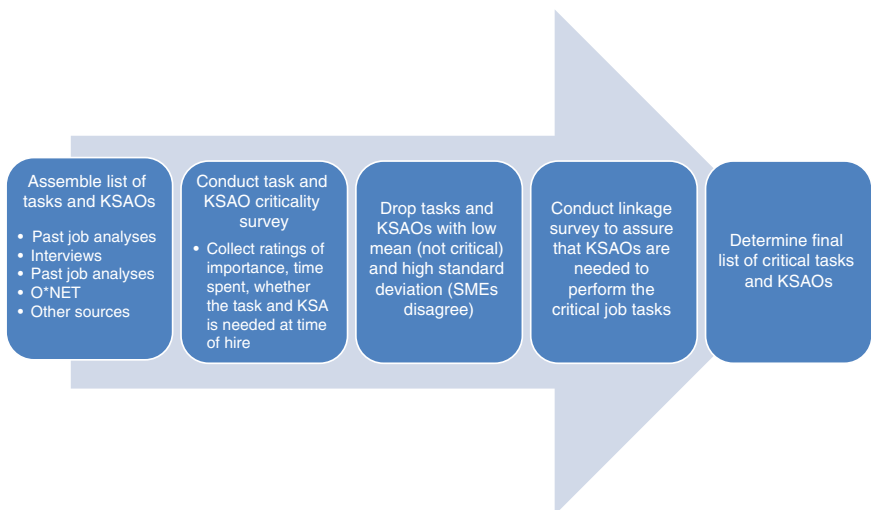 Assemble list of
tasks and KSAOs
• Past job analyses
• Interviews
• Past job analyses
• O*NET
• Other sources
Conduct task and
KSAO criticality
survey
• Collect ratings of
importance, time
spent, whether
the task and KSA
is needed at time
of hire
Drop tasks and
KSAOs with low
mean (not critical)
and high standard
deviation (SMEs
disagree)
Conduct linkage
survey to assure
that KSAOs are
needed to
perform the
critical job tasks
Determine final
list of critical tasks
and KSAOs